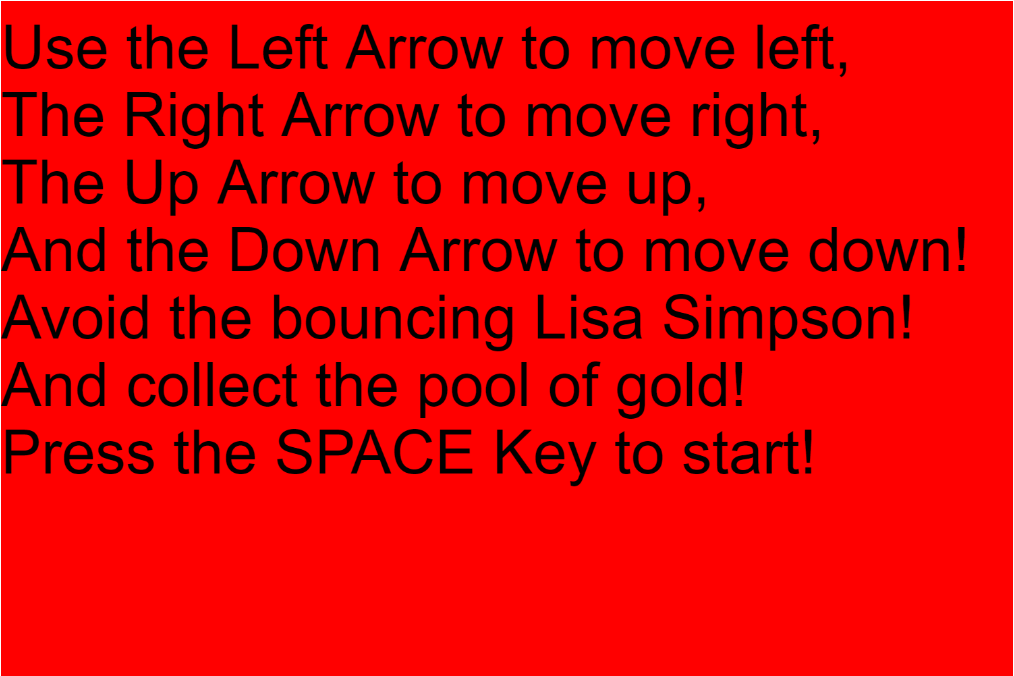 Use the Left Arrow to move left,
The Right Arrow to move right,
The Up Arrow to move up,
And the Down Arrow to move down!
Avoid the bouncing Lisa Simpson!
And collect the pool of gold!
Press the SPACE Key to start!